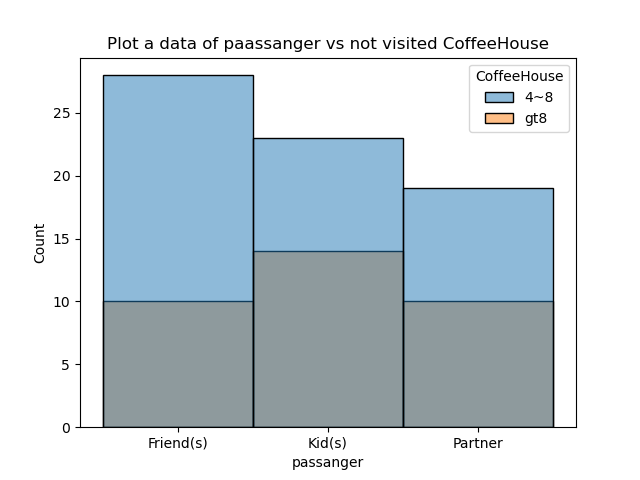 Plot a data of paassanger vs not visited CoffeeHouse
CoffeeHouse
4~8
gt8
Count
25
20
15
10
5
0
Friend(s) Kid(s) Partner
passanger